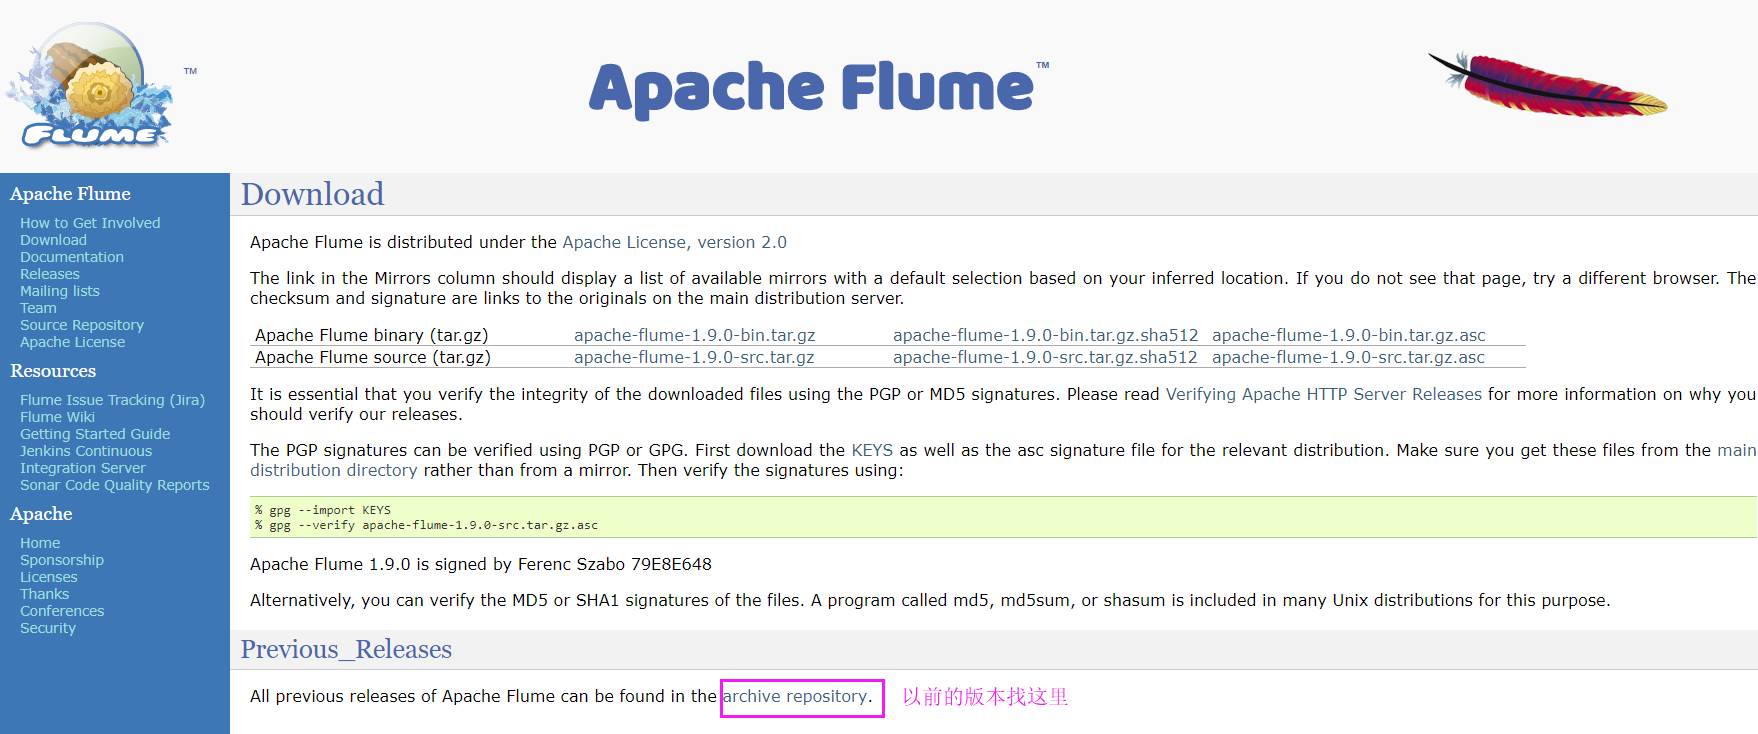 FLUME
TM
Apache Flume™
Apache Flume
How to Get Involved
Download
Documentation
Releases
Mailing lists
Team
Source Repository
Apache License
Resources
Flume Issue Tracking (Jira)
Flume Wiki
Getting Started Guide
Jenkins Continuous
Integration Server
Sonar Code Quality Reports
Apache
Home
Sponsorship
Licenses
Thanks
Conferences
Security
Download
Apache Flume is distributed under the Apache License, version 2.0
The link in the Mirrors column should display a list of available mirrors with a default selection based on your inferred location. If you do not see that page, try a different browser. The
checksum and signature are links to the originals on the main distribution server.
Apache Flume binary (tar.gz) apache-flume-1.9.0-bin.tar.gz apache-flume-1.9.0-bin.tar.gz.sha512 apache-flume-1.9.0-bin.tar.gz.asc
Apache Flume source (tar.gz) apache-flume-1.9.0-src.tar.gz apache-flume-1.9.0-src.tar.gz.sha512 apache-flume-1.9.0-src.tar.gz.asc
It is essential that you verify the integrity of the downloaded files using the PGP or MD5 signatures. Please read Verifying Apache HTTP Server Releases for more information on why you
should verify our releases.
The PGP signatures can be verified using PGP or GPG. First download the KEYS as well as the asc signature file for the relevant distribution. Make sure you get these files from the main
distribution directory rather than from a mirror. Then verify the signatures using:
% gpg --import KEYS
% gpg --verify apache-flume-1.9.0-src.tar.gz.asc
Apache Flume 1.9.0 is signed by Ferenc Szabo 79E8E648
Alternatively, you can verify the MD5 or SHA1 signatures of the files. A program called md5, md5sum, or shasum is included in many Unix distributions for this purpose.
Previous_Releases
All previous releases of Apache Flume can be found in the archive repository. 以前的版本找这里